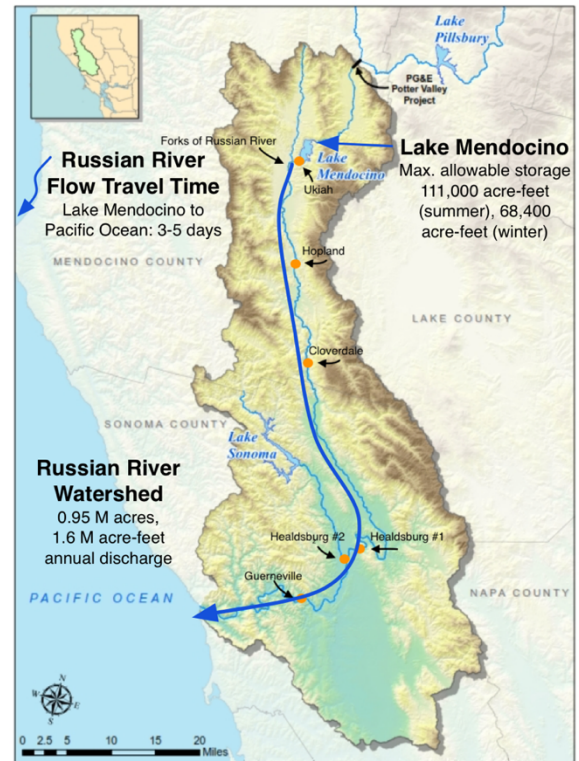 Lake
Pillsbury
PG&E
Potter Valley
Project
Forks of Russian River
Lake
Mendocino
Ukiah
Russian River
Flow Travel Time
Lake Mendocino to
Pacific Ocean: 3-5 days
Lake Mendocino
Max. allowable storage
111,000 acre-feet
(summer), 68,400
acre-feet (winter)
MENDOCINO COUNTY
Hopland
LAKE COUNTY
Cloverdale
SONOMA COUNTY
Lake
Sonoma
Russian River
Watershed
0.95 M acres,
1.6 M acre-feet
annual discharge
Healdsburg #2
Healdsburg #1
Guerneville
NAPA COUNTY
PACIFIC OCEAN
N
W
E
S
0 2.5 5 10 15 20
Miles